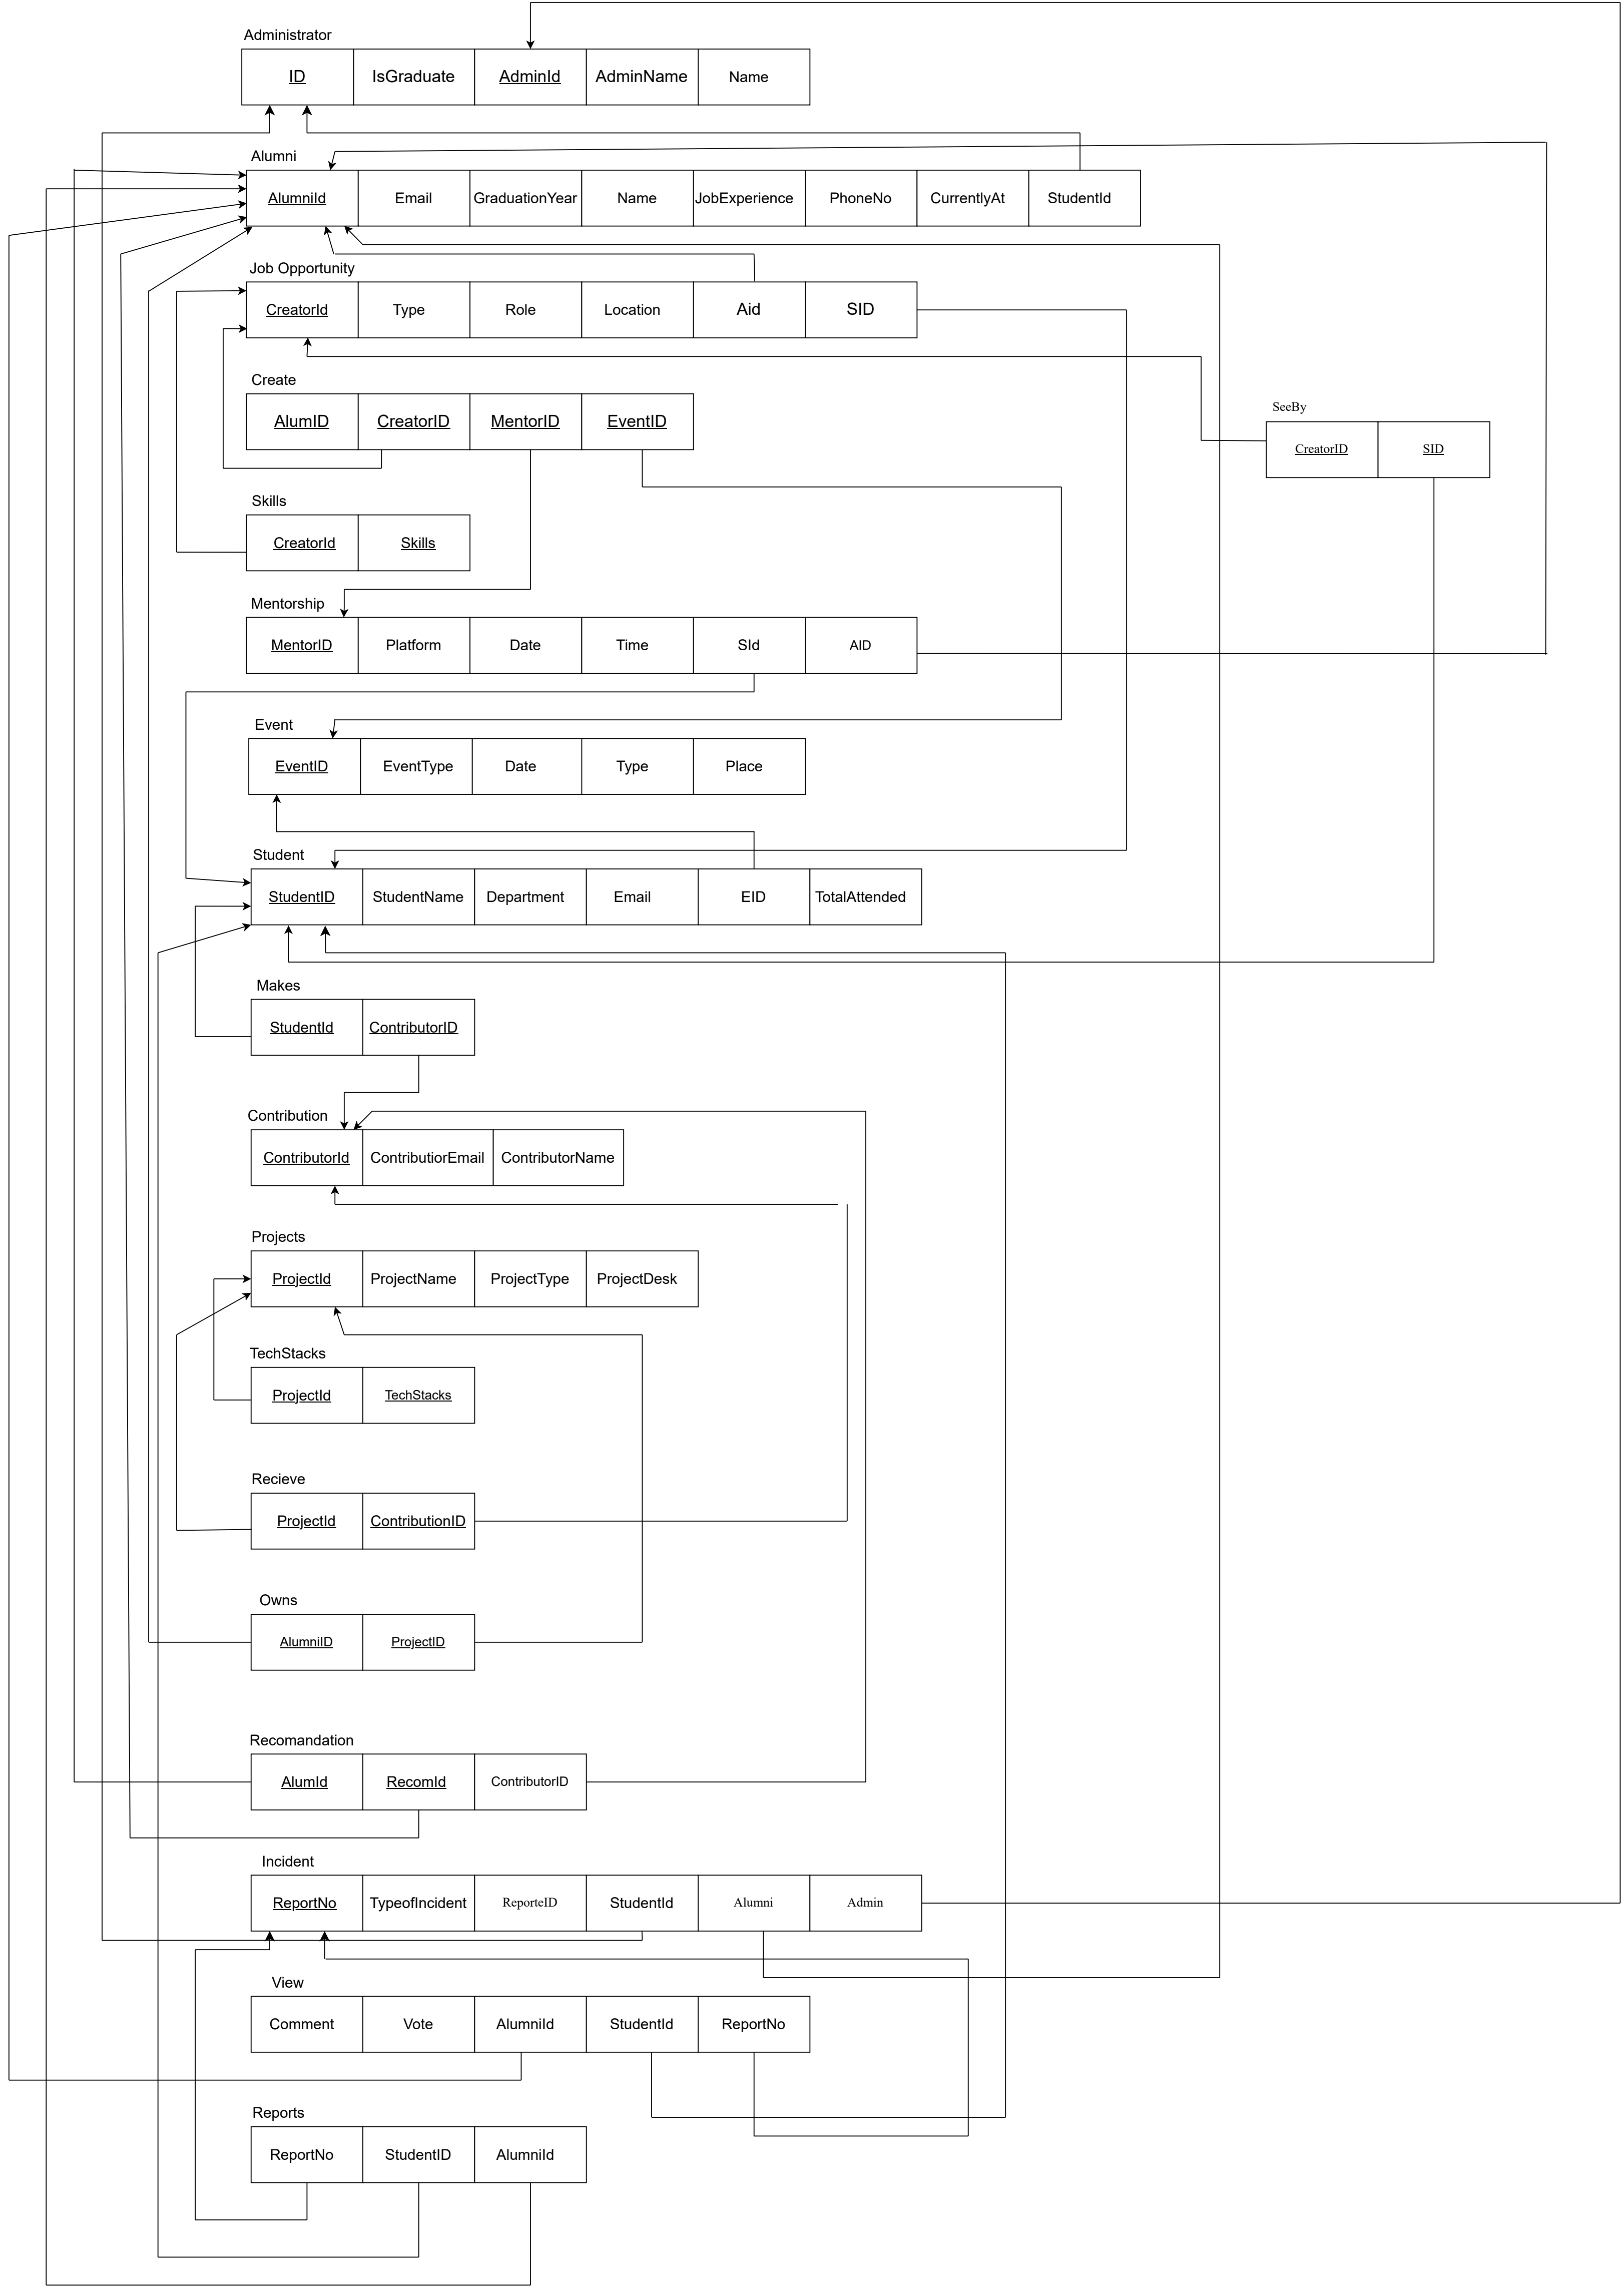 Administrator
ID IsGraduate AdminId AdminName Name
Alumni
AlumniId Email GraduationYear Name JobExperience PhoneNo CurrentlyAt StudentId
Job Opportunity
CreatorId Type Role Location Aid SID
Create
AlumID CreatorID MentorID EventID
SeeBy
CreatorID SID
Skills
CreatorId Skills
Mentorship
MentorID Platform Date Time SId AID
Event
EventID EventType Date Type Place
Student
StudentID StudentName Department Email EID TotalAttended
Makes
StudentId ContributorID
Contribution
ContributorId ContributiorEmail ContributorName
Projects
ProjectId ProjectName ProjectType ProjectDesk
TechStacks
ProjectId TechStacks
Recieve
ProjectId ContributionID
Owns
AlumniID ProjectID
Recomandation
AlumId RecomId ContributorID
Incident
ReportNo TypeofIncident ReporteID StudentId Alumni Admin
View
Comment Vote AlumniId StudentId ReportNo
Reports
ReportNo StudentID AlumniId